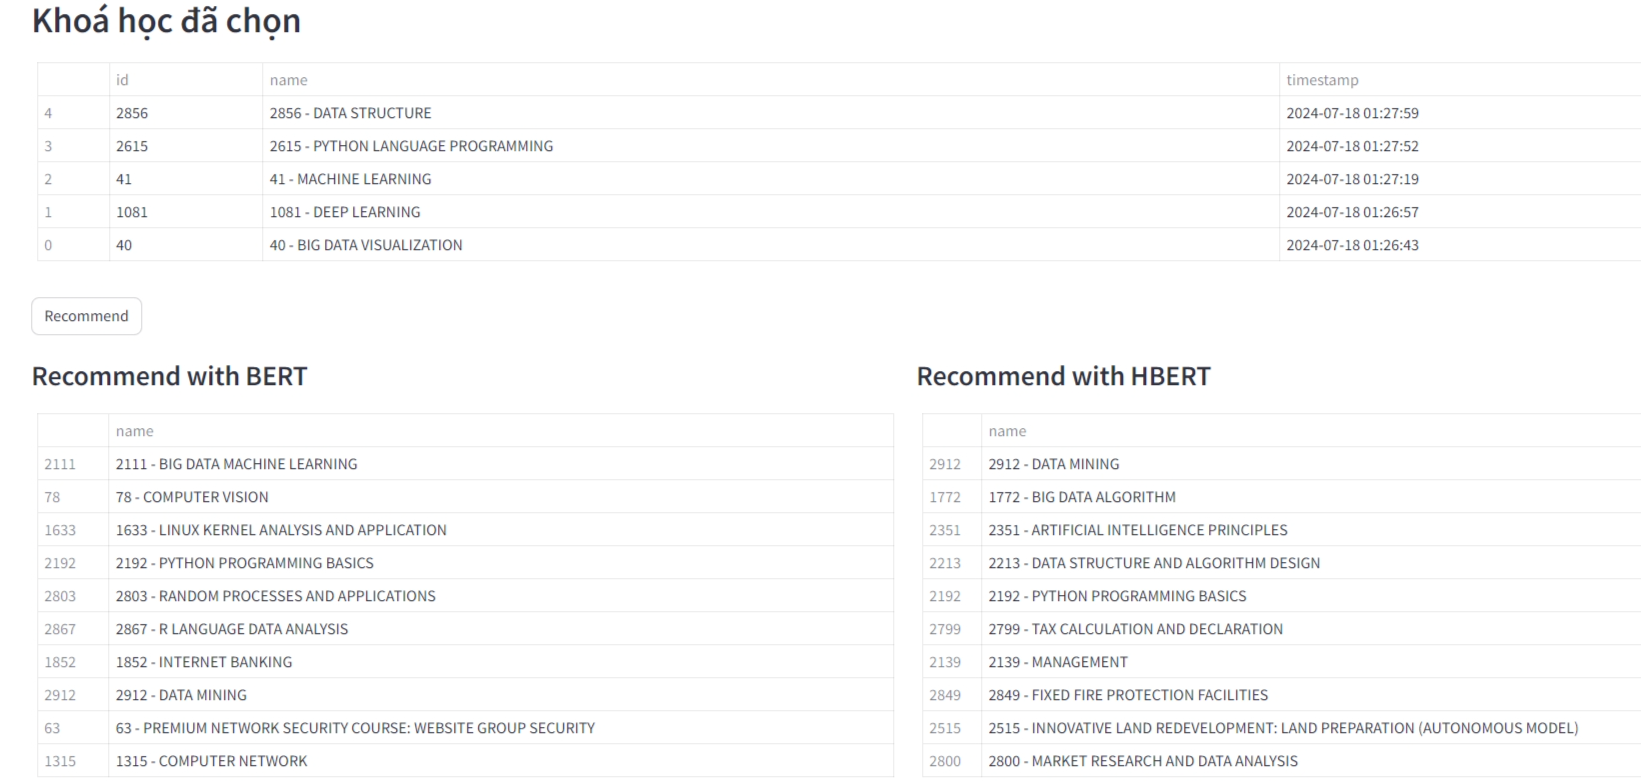 Khoá học đã chọn
id name timestamp
4 2856 2856 - DATA STRUCTURE 2024-07-18 01:27:59
3 2615 2615 - PYTHON LANGUAGE PROGRAMMING 2024-07-18 01:27:52
2 41 41 - MACHINE LEARNING 2024-07-18 01:27:19
1 1081 1081 - DEEP LEARNING 2024-07-18 01:26:57
0 40 40 - BIG DATA VISUALIZATION 2024-07-18 01:26:43
Recommend
Recommend with BERT
name
2111 2111 - BIG DATA MACHINE LEARNING
78 78 - COMPUTER VISION
1633 1633 - LINUX KERNEL ANALYSIS AND APPLICATION
2192 2192 - PYTHON PROGRAMMING BASICS
2803 2803 - RANDOM PROCESSES AND APPLICATIONS
2867 2867 - R LANGUAGE DATA ANALYSIS
1852 1852 - INTERNET BANKING
2912 2912 - DATA MINING
63 63 - PREMIUM NETWORK SECURITY COURSE: WEBSITE GROUP SECURITY
1315 1315 - COMPUTER NETWORK
Recommend with HBERT
name
2912 2912 - DATA MINING
1772 1772 - BIG DATA ALGORITHM
2351 2351 - ARTIFICIAL INTELLIGENCE PRINCIPLES
2213 2213 - DATA STRUCTURE AND ALGORITHM DESIGN
2192 2192 - PYTHON PROGRAMMING BASICS
2799 2799 - TAX CALCULATION AND DECLARATION
2139 2139 - MANAGEMENT
2849 2849 - FIXED FIRE PROTECTION FACILITIES
2515 2515 - INNOVATIVE LAND REDEVELOPMENT: LAND PREPARATION (AUTONOMOUS MODEL)
2800 2800 - MARKET RESEARCH AND DATA ANALYSIS